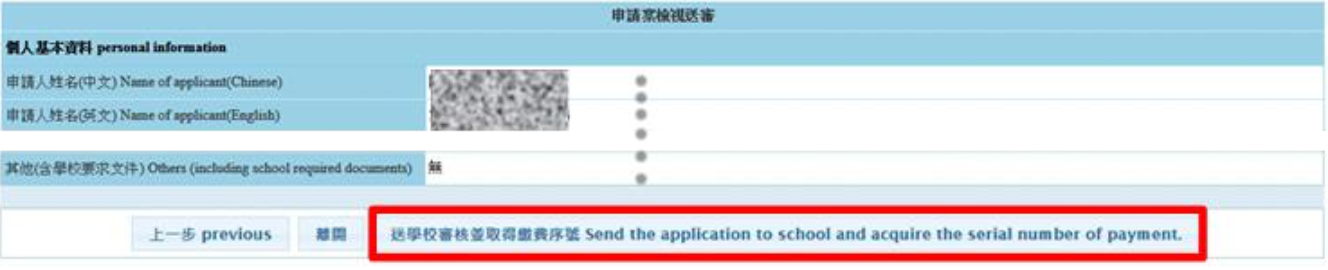 申請案檢視送審
個人基本資料 personal information
申請人姓名(中文) Name of applicant(Chinese)
申請人姓名(英文) Name of applicant(English)
其他(含學校要求文件) Others (including school required documents) 無
上一步 previous 離開 送學校審核並取得繳費序號 Send the application to school and acquire the serial number of payment.